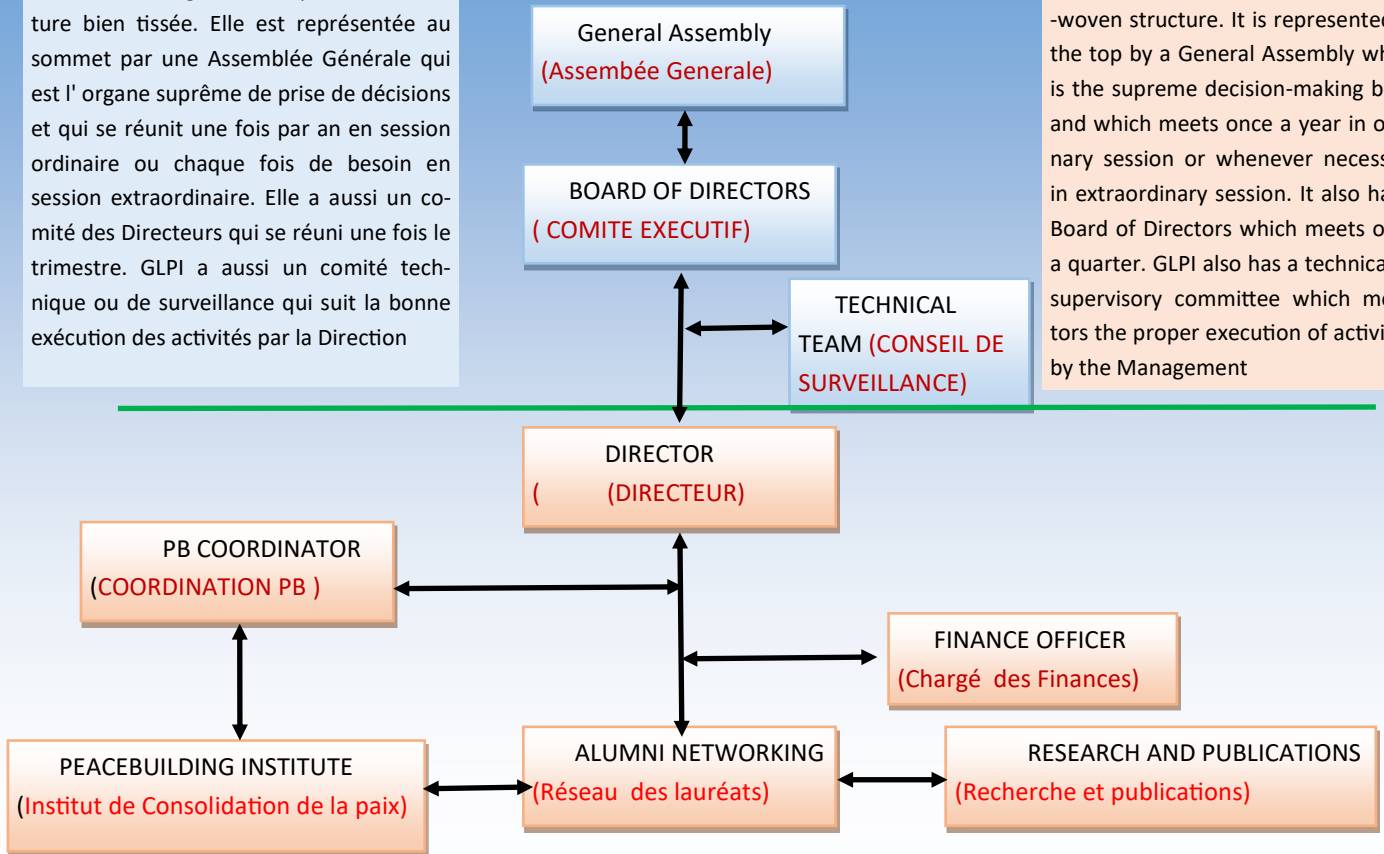 ture bien tissée. Elle est représentée au
sommet par une Assemblée Générale qui
est l' organe suprême de prise de décisions
et qui se réunit une fois par an en session
ordinaire ou chaque fois de besoin en
session extraordinaire. Elle a aussi un co-
mité des Directeurs qui se réuni une fois le
trimestre. GLPI a aussi un comité tech-
nique ou de surveillance qui suit la bonne
exécution des activités par la Direction
General Assembly
(Assembée Generale)
BOARD OF DIRECTORS
( COMITE EXECUTIF)
TECHNICAL
TEAM (CONSEIL DE
SURVEILLANCE)
-woven structure. It is represented
the top by a General Assembly wh
is the supreme decision-making b
and which meets once a year in o
nary session or whenever necess
in extraordinary session. It also ha
Board of Directors which meets o
a quarter. GLPI also has a technica
supervisory committee which mo
tors the proper execution of activi
by the Management
DIRECTOR
( (DIRECTEUR)
PB COORDINATOR
(COORDINATION PB )
FINANCE OFFICER
(Chargé des Finances)
PEACEBUILDING INSTITUTE
(Institut de Consolidation de la paix)
ALUMNI NETWORKING
(Réseau des lauréats)
RESEARCH AND PUBLICATIONS
(Recherche et publications)